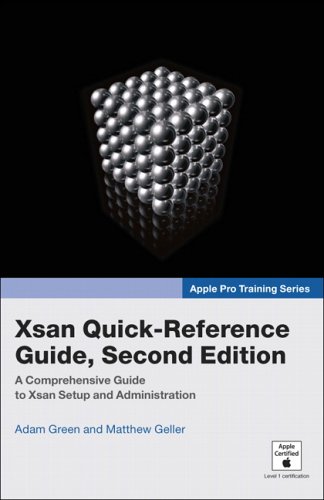 Apple Pro Training Series
Xsan Quick-Reference
Guide, Second Edition
A Comprehensive Guide
to Xsan Setup and Administration
Adam Green and Matthew Geller
Apple
Certified
Level 1 certification